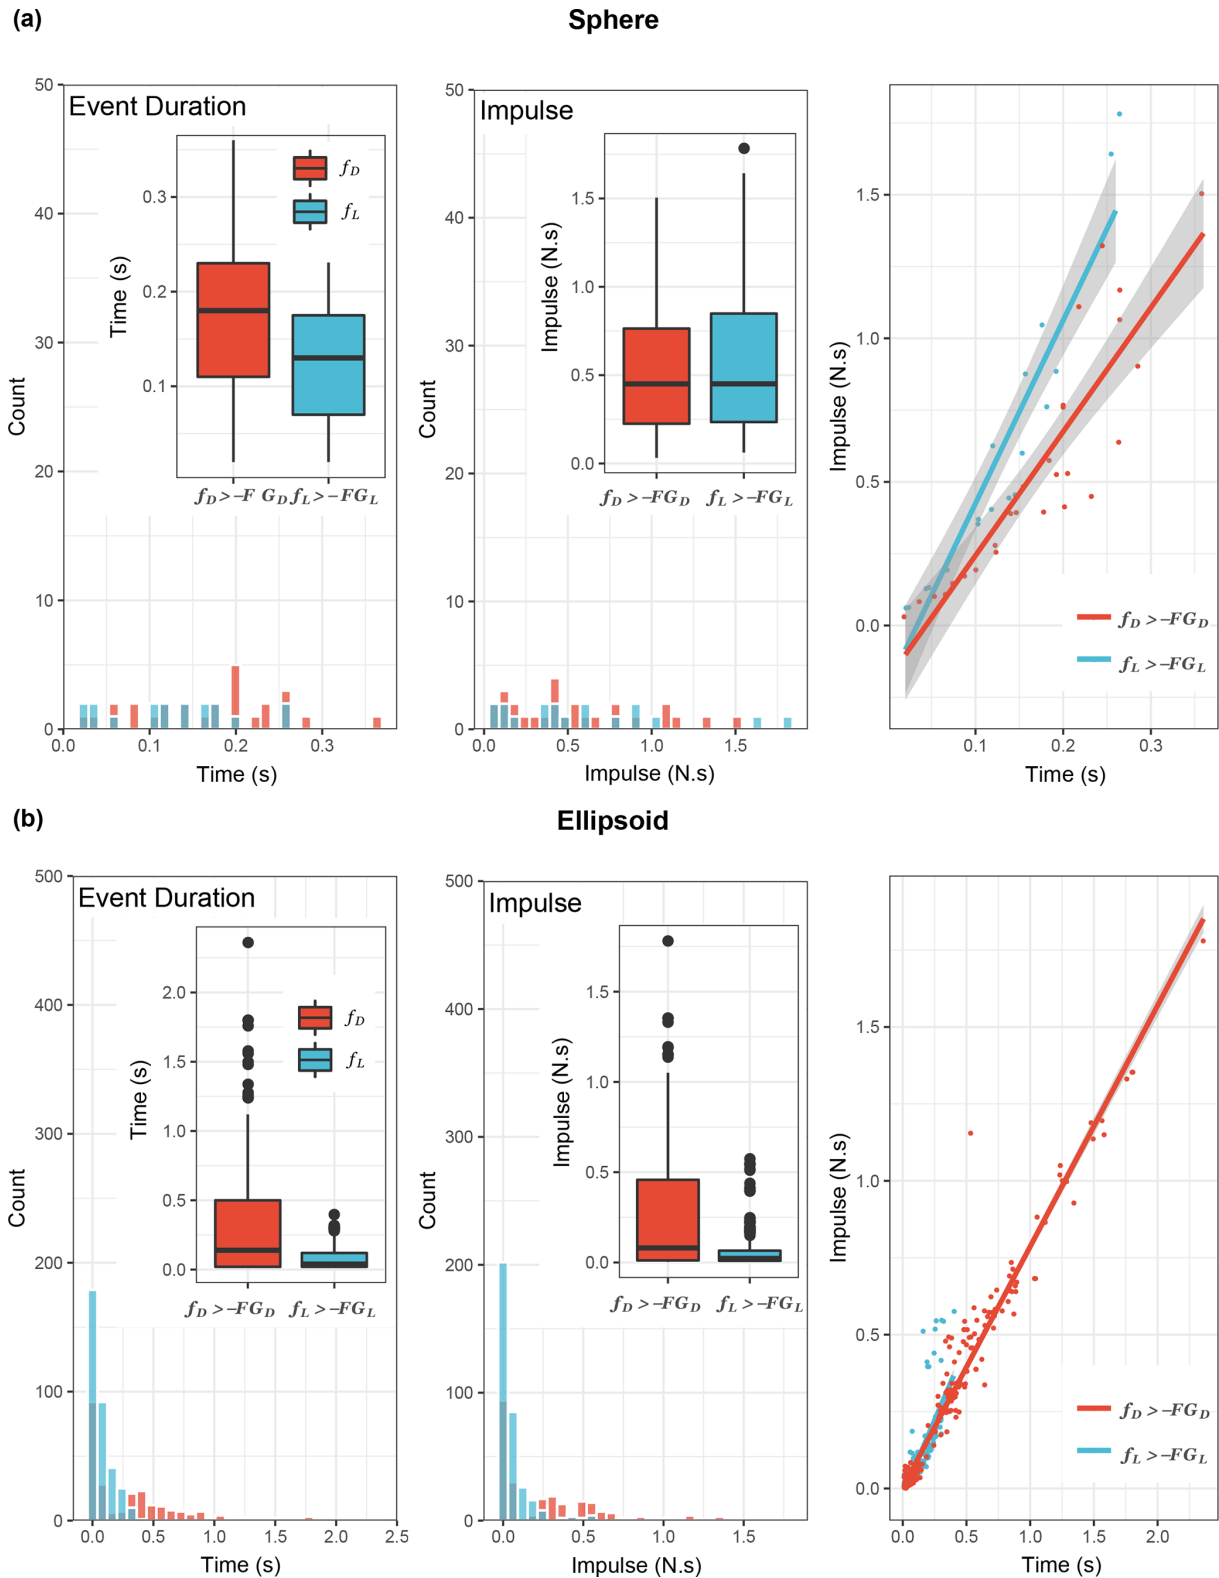 (a)
Sphere
Event Duration
Count
50
40
30
20
10
0
0.0 0.1 0.2 0.3
Time (s)
Time (s)
0.3
0.2
0.1
f_D
f_L
f_D >−F G_D f_L >−FG_L
Impulse
Count
50
40
30
20
10
0
0.0 0.5 1.0 1.5
Impulse (N.s)
Impulse (N.s)
1.5
1.0
0.5
0.0
f_D >−FG_D f_L >−FG_L
Impulse (N.s)
1.5
1.0
0.5
0.0
0.1 0.2 0.3
Time (s)
f_D >−FG_D
f_L >−FG_L
(b)
Ellipsoid
Event Duration
Count
500
400
300
200
100
0
0.0 0.5 1.0 1.5 2.0 2.5
Time (s)
Time (s)
2.0
1.5
1.0
0.5
0.0
f_D
f_L
f_D >−FG_D f_L >−FG_L
Impulse
Count
500
400
300
200
100
0
0.0 0.5 1.0 1.5
Impulse (N.s)
Impulse (N.s)
1.5
1.0
0.5
0.0
f_D >−FG_D f_L >−FG_L
Impulse (N.s)
1.5
1.0
0.5
0.0
0.0 0.5 1.0 1.5 2.0
Time (s)
f_D >−FG_D
f_L >−FG_L